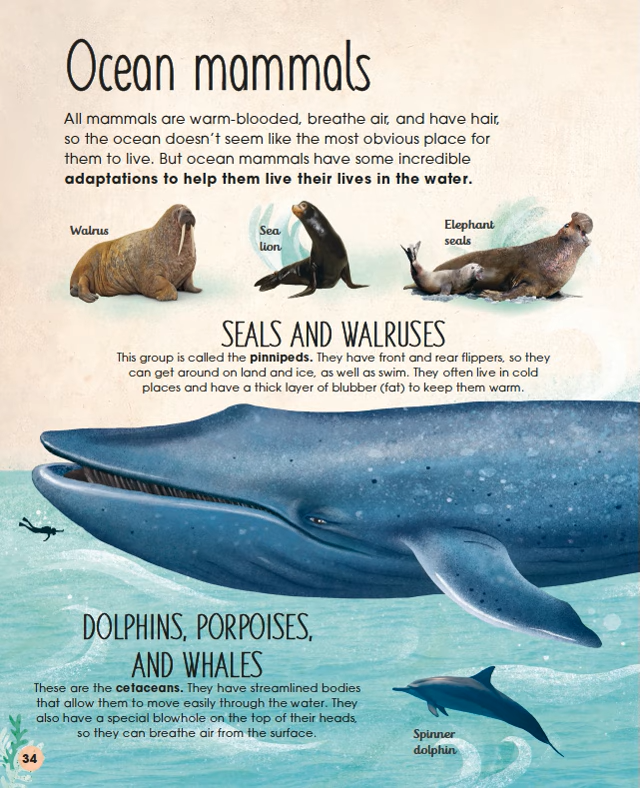 Ocean mammals
All mammals are warm-blooded, breathe air, and have hair,
so the ocean doesn't seem like the most obvious place for
them to live. But ocean mammals have some incredible
adaptations to help them live their lives in the water.
Walrus
Sea
lion
Elephant
seals
SEALS AND WALRUSES
This group is called the pinnipeds. They have front and rear flippers, so they
can get around on land and ice, as well as swim. They often live in cold
places and have a thick layer of blubber (fat) to keep them warm.
DOLPHINS, PORPOISES,
AND WHALES
These are the cetaceans. They have streamlined bodies
that allow them to move easily through the water. They
also have a special blowhole on the top of their heads,
so they can breathe air from the surface.
Spinner
dolphin
34